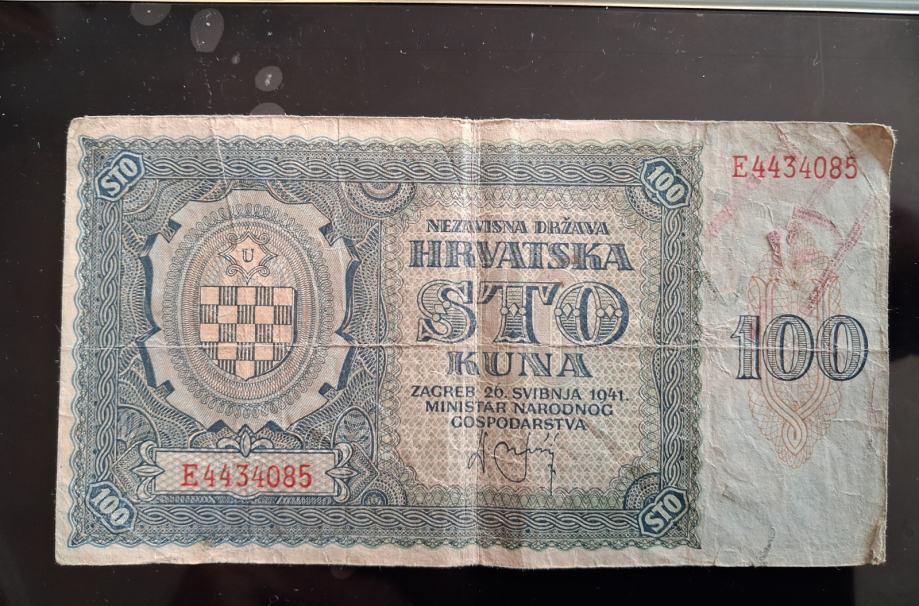 STO
100
E4434085
NEZAVISNA DRŽAVA
HRVATSKA
STO
KUNA
ZAGREB 26. SVIBNJA 1941.
MINISTAR NARODNOG
GOSPODARSTVA
U
100
E4434085
100
STO